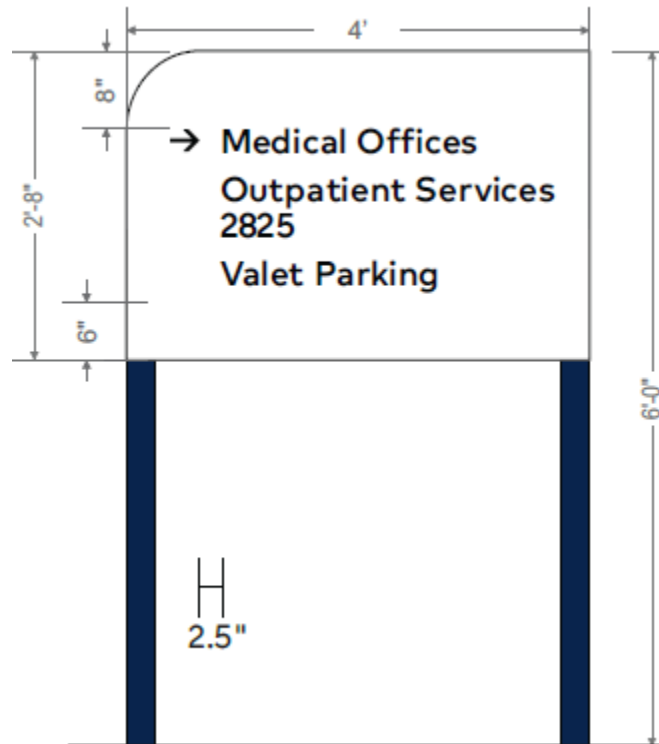 4'
8"
→ Medical Offices
Outpatient Services
2825
Valet Parking
2'-8"
6"
6'-0"
2.5"